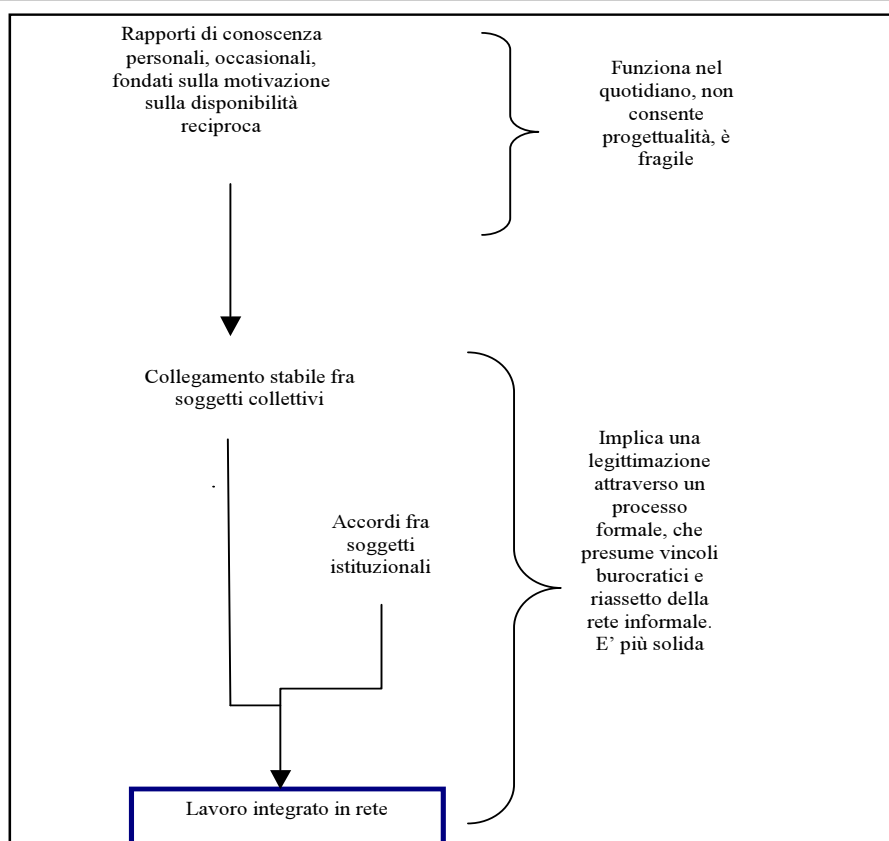 Rapporti di conoscenza
personali, occasionali,
fondati sulla motivazione
sulla disponibilità
reciproca
Funziona nel
quotidiano, non
consente
progettualità, è
fragile
Collegamento stabile fra
soggetti collettivi
.
Accordi fra
soggetti
istituzionali
Implica una
legittimazione
attraverso un
processo
formale, che
presume vincoli
burocratici e
riassetto della
rete informale.
E’ più solida
Lavoro integrato in rete